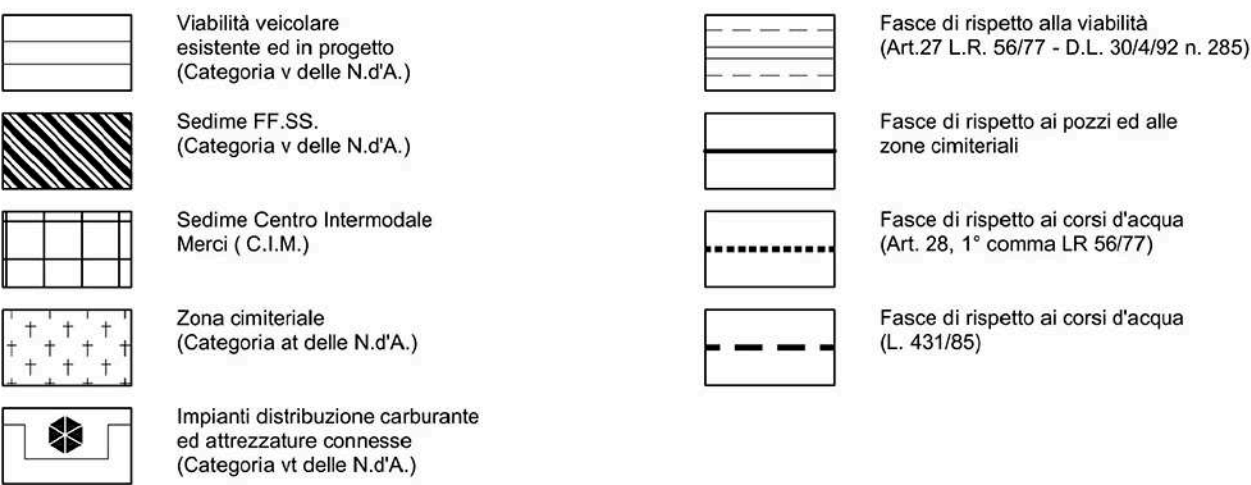 Viabilità veicolare
esistente ed in progetto
(Categoria v delle N.d'A.)
Sedime FF.SS.
(Categoria v delle N.d'A.)
Sedime Centro Intermodale
Merci ( C.I.M.)
Zona cimiteriale
(Categoria at delle N.d'A.)
Impianti distribuzione carburante
ed attrezzature connesse
(Categoria vt delle N.d'A.)
Fasce di rispetto alla viabilità
(Art.27 L.R. 56/77 - D.L. 30/4/92 n. 285)
Fasce di rispetto ai pozzi ed alle
zone cimiteriali
Fasce di rispetto ai corsi d'acqua
(Art. 28, 1° comma LR 56/77)
Fasce di rispetto ai corsi d'acqua
(L. 431/85)